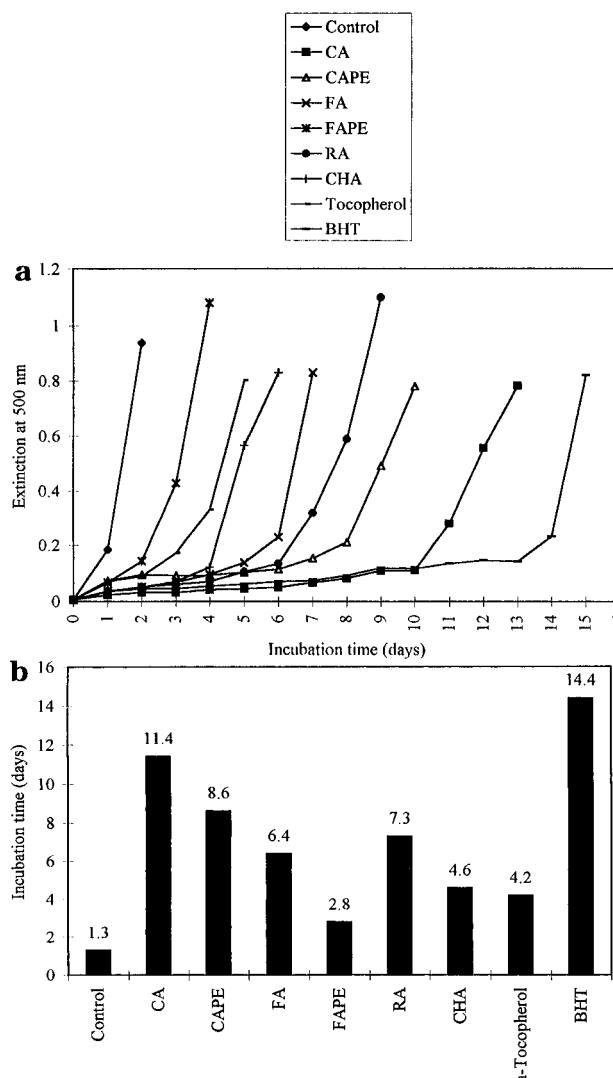 Control
CA
CAPE
FA
FAPE
RA
CHA
Tocopherol
BHT
a
1.2
1
0.8
0.6
0.4
0.2
0
Extinction at 500 nm
0 1 2 3 4 5 6 7 8 9 10 11 12 13 14 15
Incubation time (days)
b
16
14
12
10
8
6
4
2
0
Incubation time (days)
1.3
11.4
8.6
6.4
2.8
7.3
4.6
4.2
14.4
Control
CA
CAPE
FA
FAPE
RA
CHA
-Tocopherol
BHT